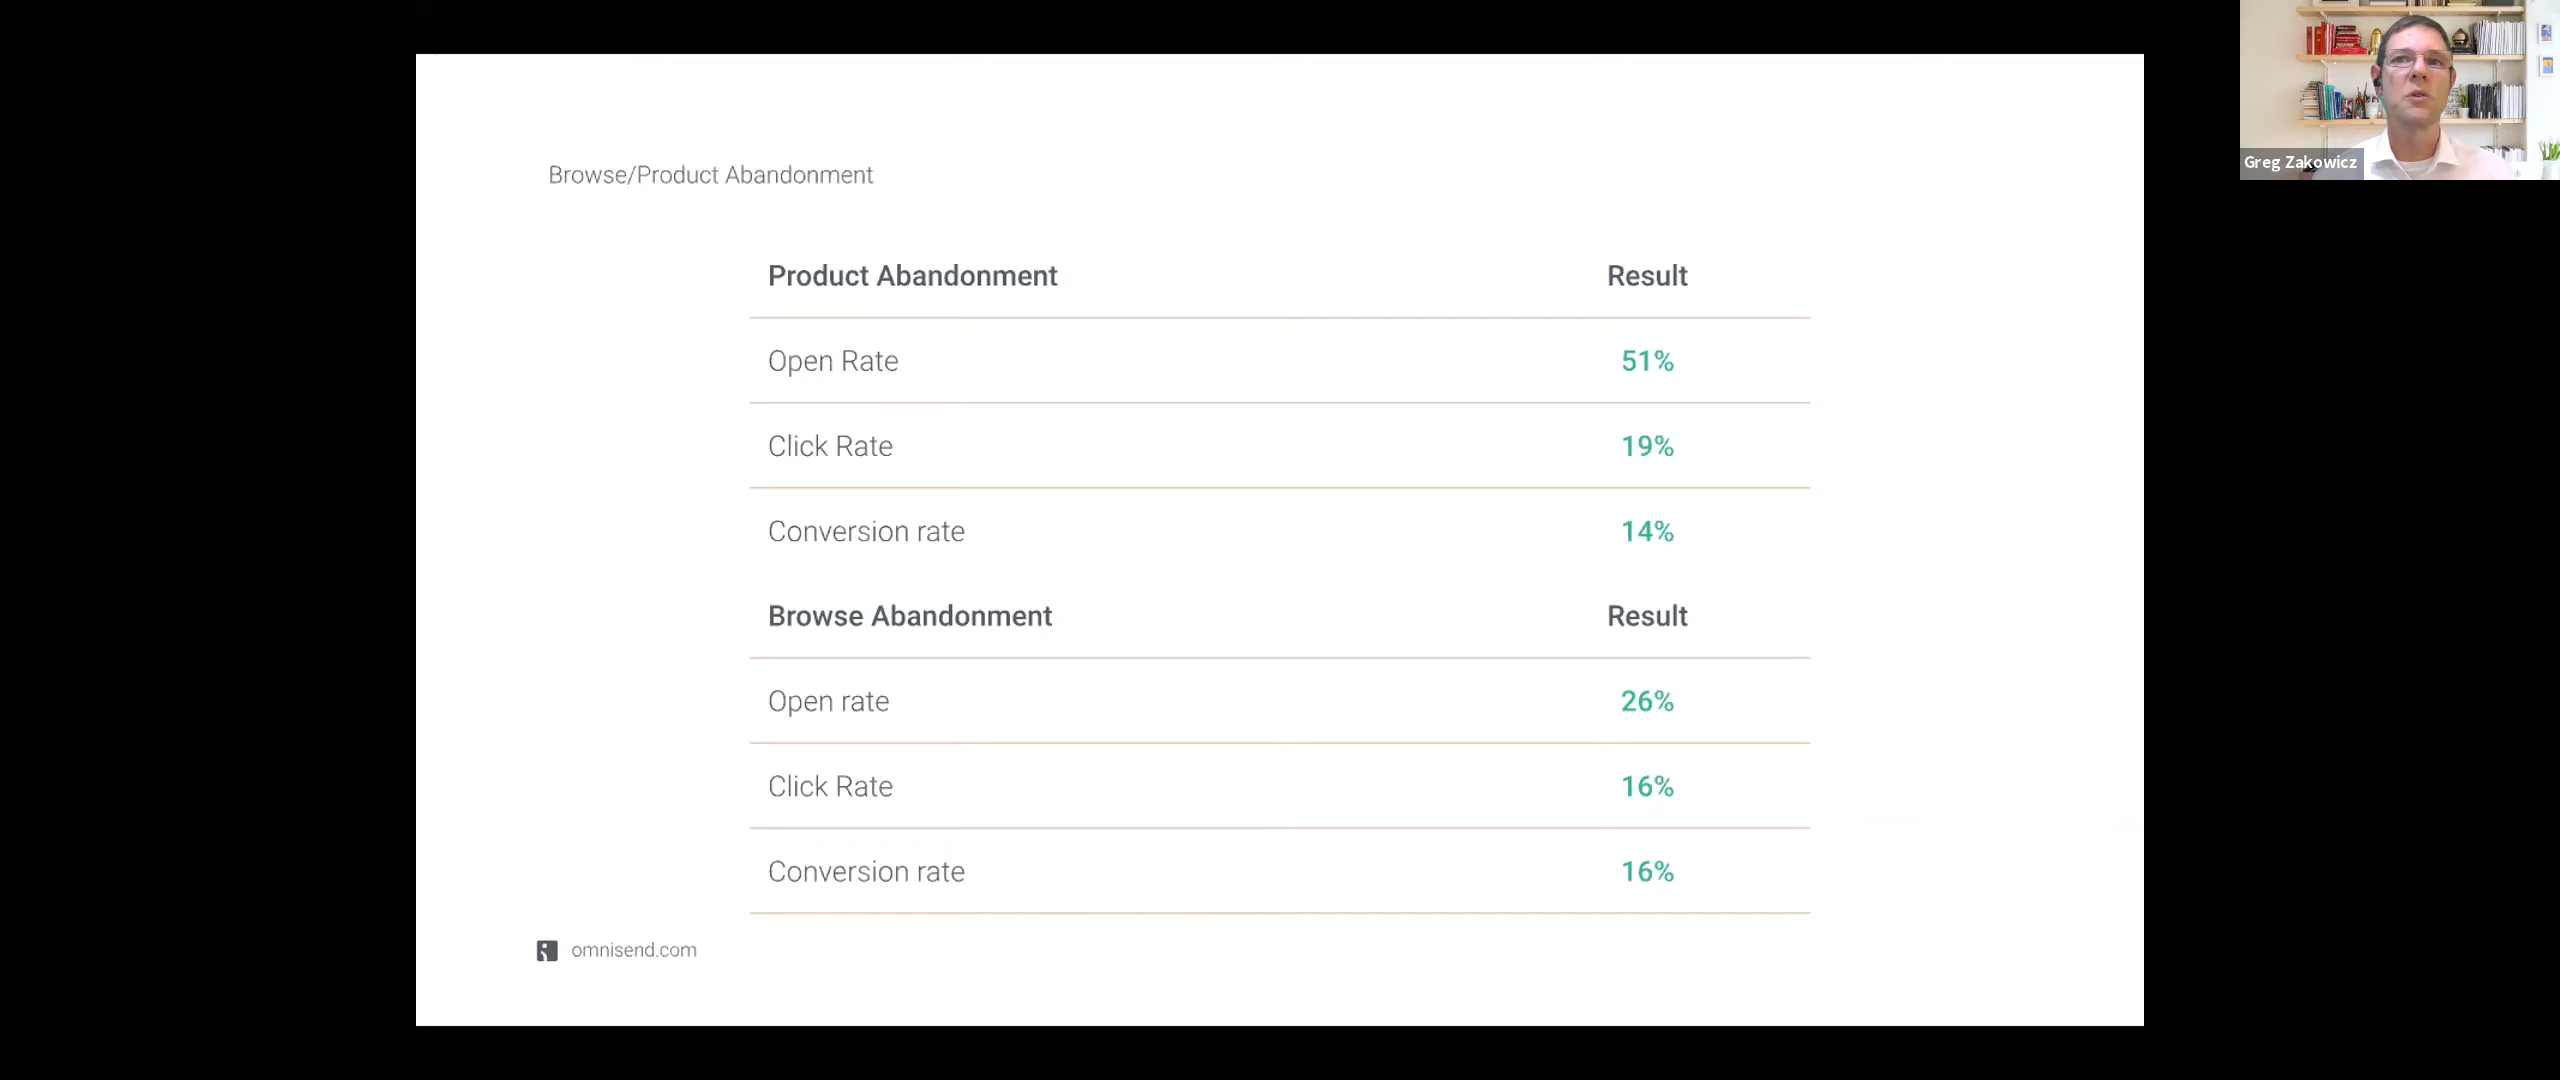 Browse/Product Abandonment
Product Abandonment Result
Open Rate 51%
Click Rate 19%
Conversion rate 14%
Browse Abandonment Result
Open rate 26%
Click Rate 16%
Conversion rate 16%
omnisend.com
Greg Zakowicz